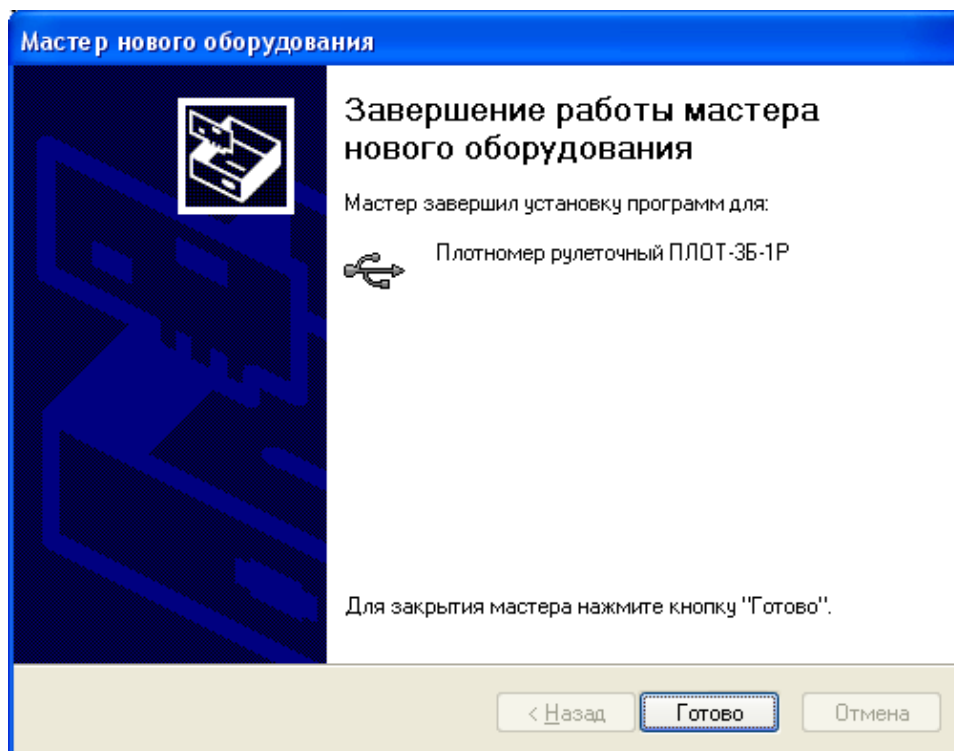 Мастер нового оборудования
Завершение работы мастера
нового оборудования
Мастер завершил установку программ для:
Плотномер рулеточный ПЛОТ-3Б-1Р
Для закрытия мастера нажмите кнопку "Готово".
< Назад
Готово
Отмена